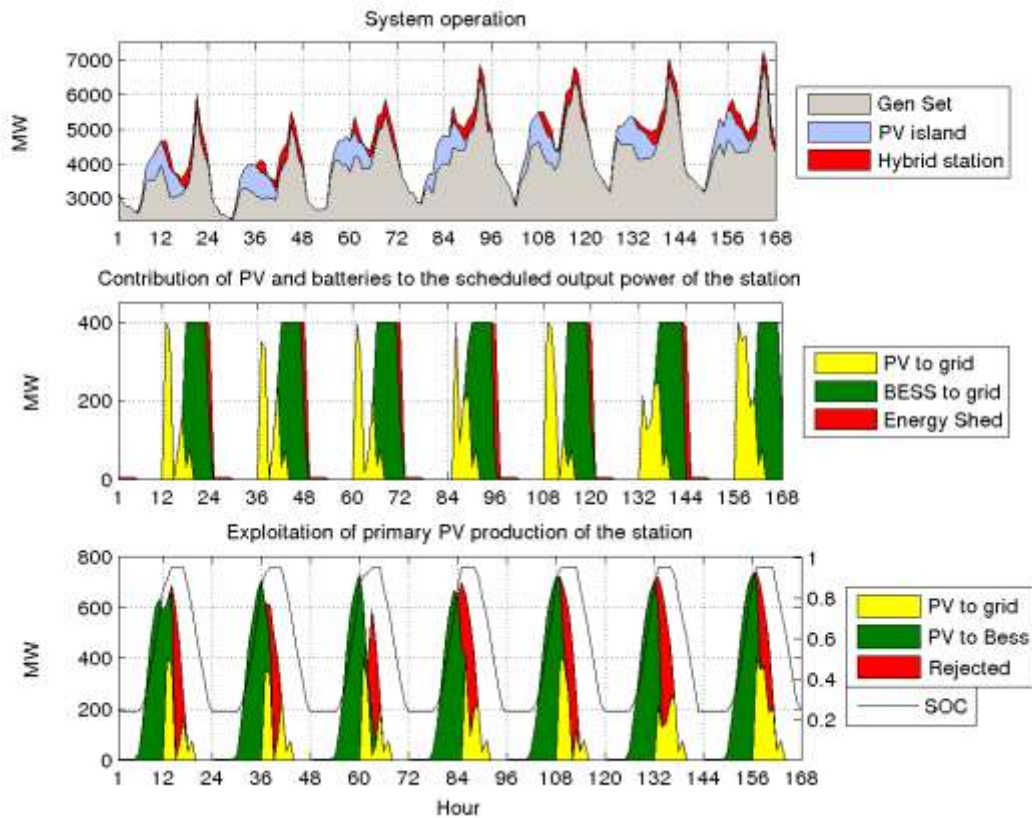 System operation
7000
6000
5000
4000
3000
MW
1 12 24 36 48 60 72 84 96 108 120 132 144 156 168
Gen Set
PV island
Hybrid station
Contribution of PV and batteries to the scheduled output power of the station
400
200
0
MW
1 12 24 36 48 60 72 84 96 108 120 132 144 156 168
PV to grid
BESS to grid
Energy Shed
Exploitation of primary PV production of the station
800
600
400
200
0
MW
1
0.8
0.6
0.4
0.2
1 12 24 36 48 60 72 84 96 108 120 132 144 156 168
Hour
PV to grid
PV to Bess
Rejected
SOC